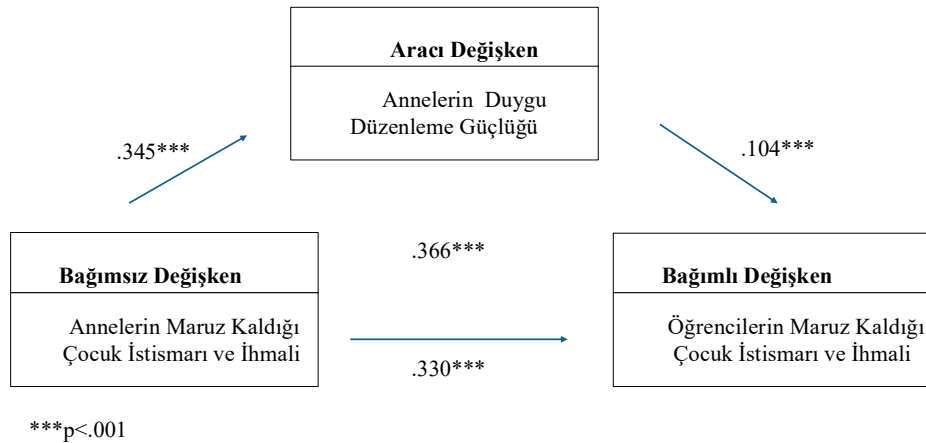 Aracı Değişken
Annelerin Duygu
Düzenleme Güçlüğü
.345***
.104***
.366***
Bağımsız Değişken
Annelerin Maruz Kaldığı
Çocuk İstismarı ve İhmali
Bağımlı Değişken
Öğrencilerin Maruz Kaldığı
Çocuk İstismarı ve İhmali
.330***
***p<.001